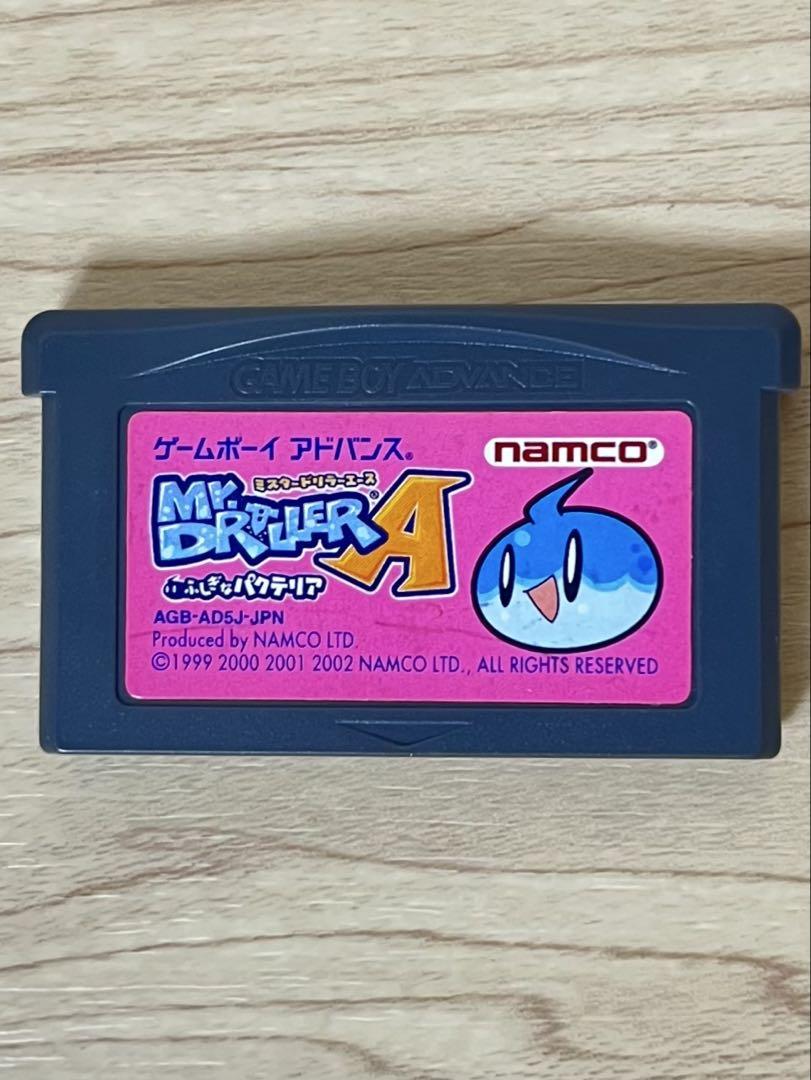 GAME BOY ADVANCE
ゲームボーイ アドバンス®
namco®
ミスタードリラーエース
MR. DRILLER® A
ふしぎなパクテリア
AGB-AD5J-JPN
Produced by NAMCO LTD.
©1999 2000 2001 2002 NAMCO LTD., ALL RIGHTS RESERVED